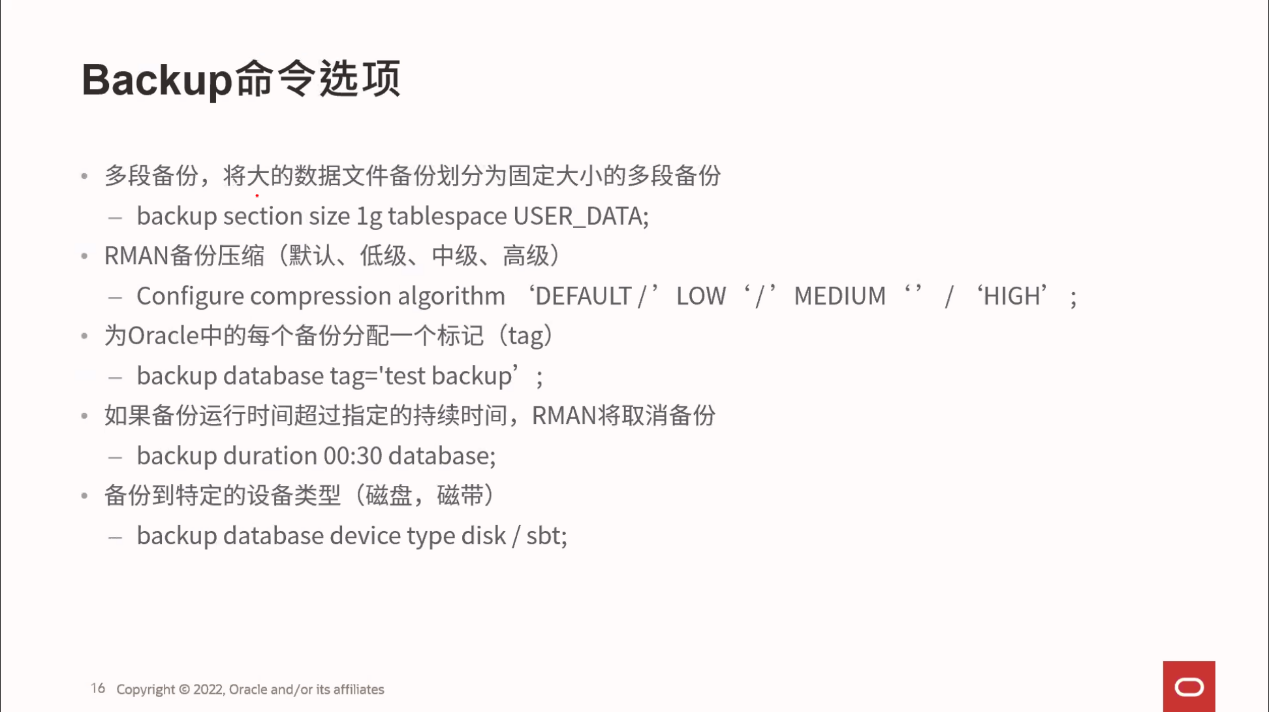 Backup命令选项
• 多段备份，将大的数据文件备份划分为固定大小的多段备份
– backup section size 1g tablespace USER_DATA;
• RMAN备份压缩（默认、低级、中级、高级）
– Configure compression algorithm ‘DEFAULT / ’ LOW ‘ / ’ MEDIUM ‘ ’ / ‘HIGH’ ;
• 为Oracle中的每个备份分配一个标记（tag）
– backup database tag='test backup’ ;
• 如果备份运行时间超过指定的持续时间，RMAN将取消备份
– backup duration 00:30 database;
• 备份到特定的设备类型（磁盘，磁带）
– backup database device type disk / sbt;
16 Copyright © 2022, Oracle and/or its affiliates